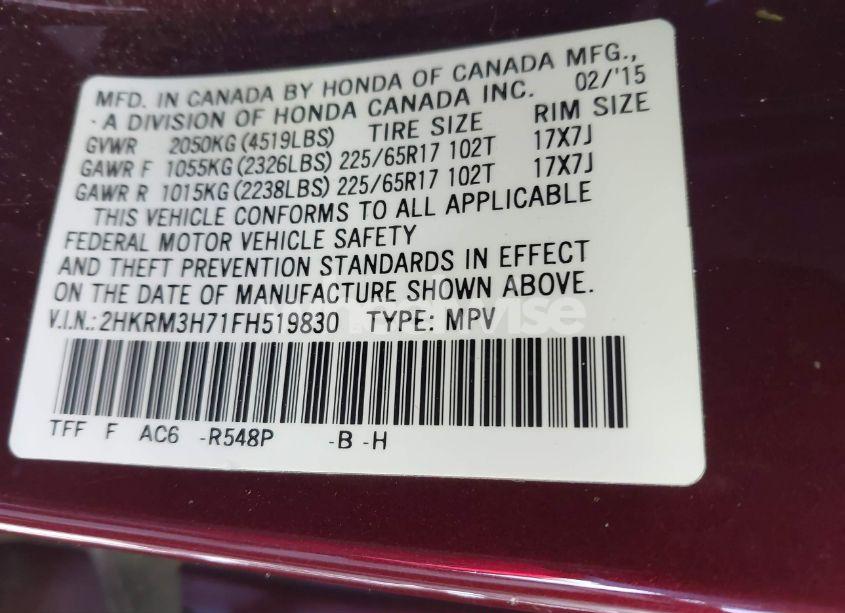 MFD. IN CANADA BY HONDA OF CANADA MFG.,
A DIVISION OF HONDA CANADA INC. 02/'15
GVWR 2050KG (4519LBS) TIRE SIZE RIM SIZE
GAWR F 1055KG (2326LBS) 225/65R17 102T 17X7J
GAWR R 1015KG (2238LBS) 225/65R17 102T 17X7J
THIS VEHICLE CONFORMS TO ALL APPLICABLE
FEDERAL MOTOR VEHICLE SAFETY
AND THEFT PREVENTION STANDARDS IN EFFECT
ON THE DATE OF MANUFACTURE SHOWN ABOVE.
V.I.N.: 2HKRM3H71FH519830 TYPE: MPV
TFF F AC6 -R548P -B -H